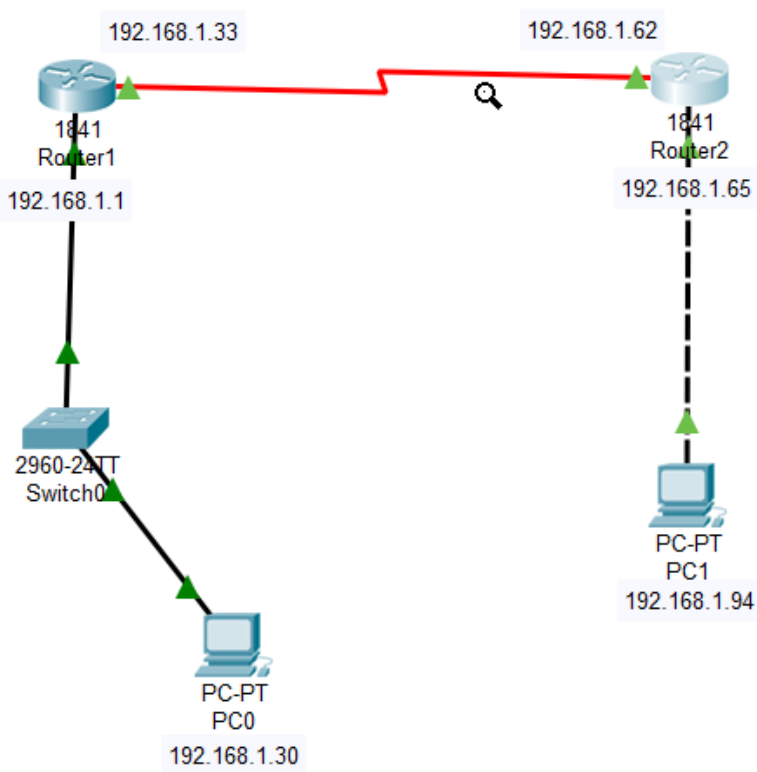 192.168.1.33
192.168.1.62
1841
Router1
1841
Router2
192.168.1.1
192.168.1.65
2960-24TT
Switch0
PC-PT
PC1
192.168.1.94
PC-PT
PC0
192.168.1.30